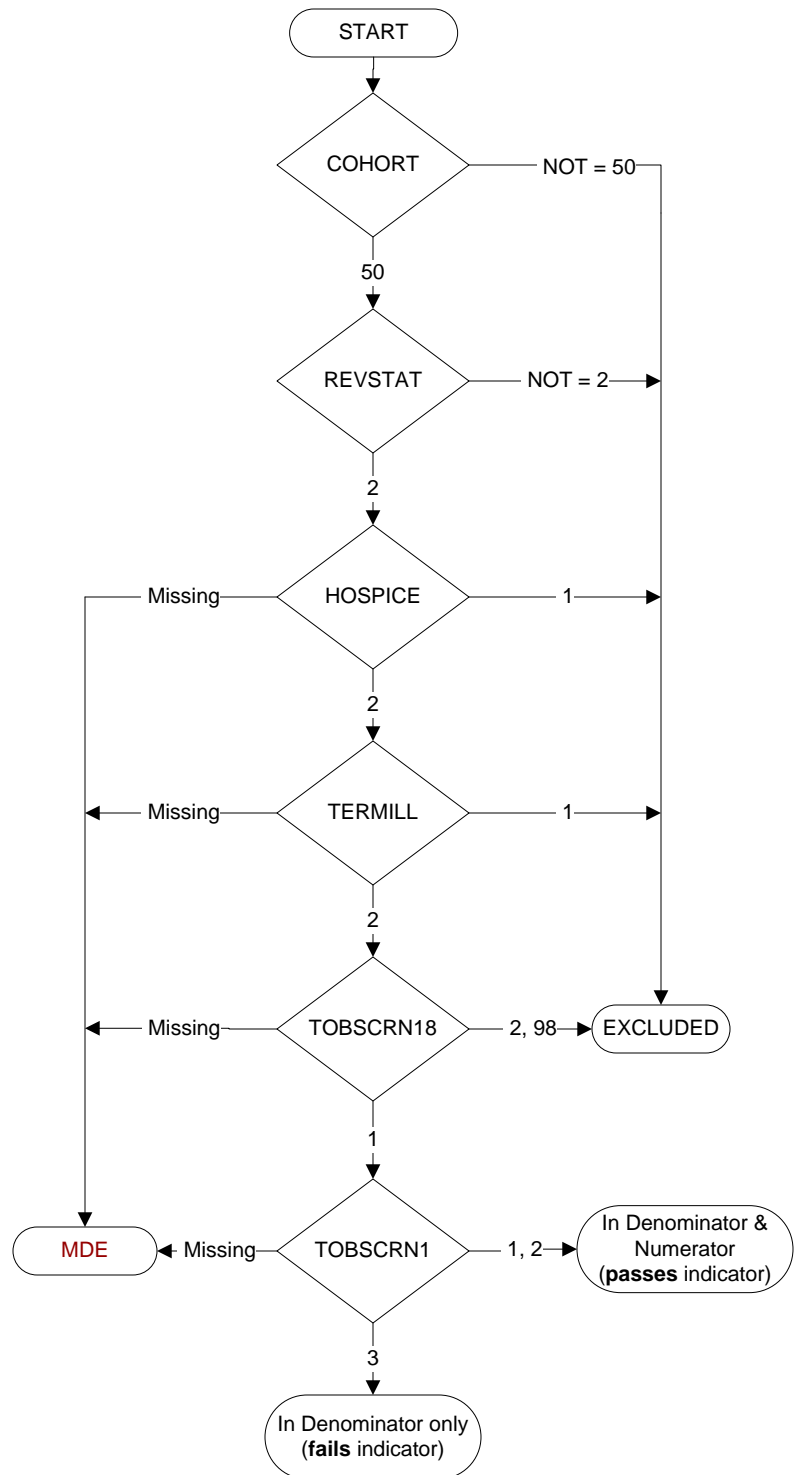 START
COHORT
NOT = 50
50
REVSTAT
NOT = 2
2
Missing
HOSPICE
1
2
Missing
TERMILL
1
2
Missing
TOBSCRN18
2, 98
EXCLUDED
1
MDE
Missing
TOBSCRN1
1, 2
In Denominator &
Numerator
(passes indicator)
3
In Denominator only
(fails indicator)